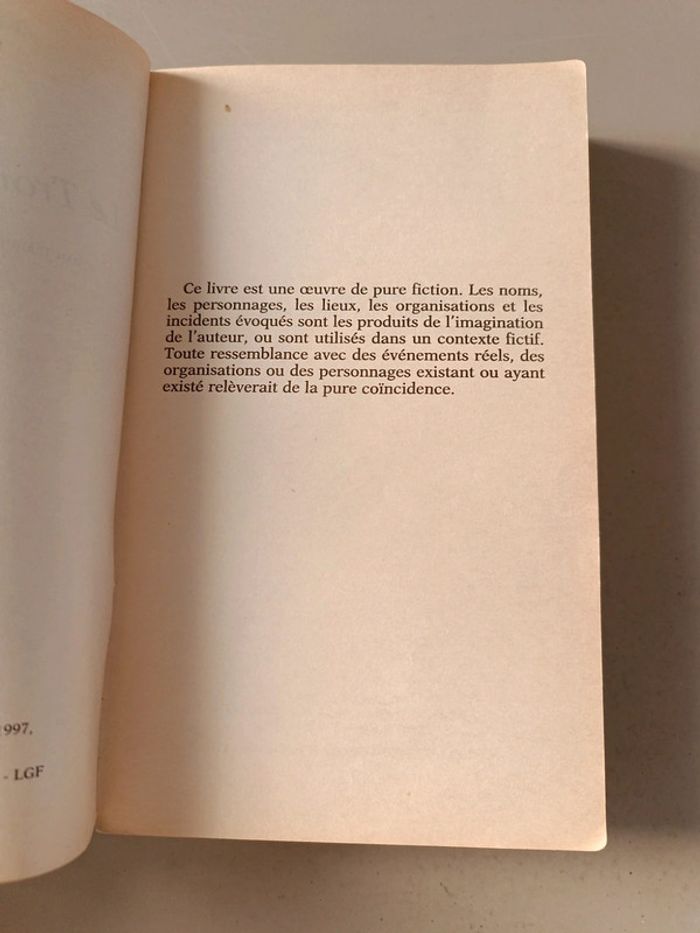 Ce livre est une œuvre de pure fiction. Les noms,
les personnages, les lieux, les organisations et les
incidents évoqués sont les produits de l'imagination
de l'auteur, ou sont utilisés dans un contexte fictif.
Toute ressemblance avec des événements réels, des
organisations ou des personnages existant ou ayant
existé relèverait de la pure coïncidence.
1997.
- LGF